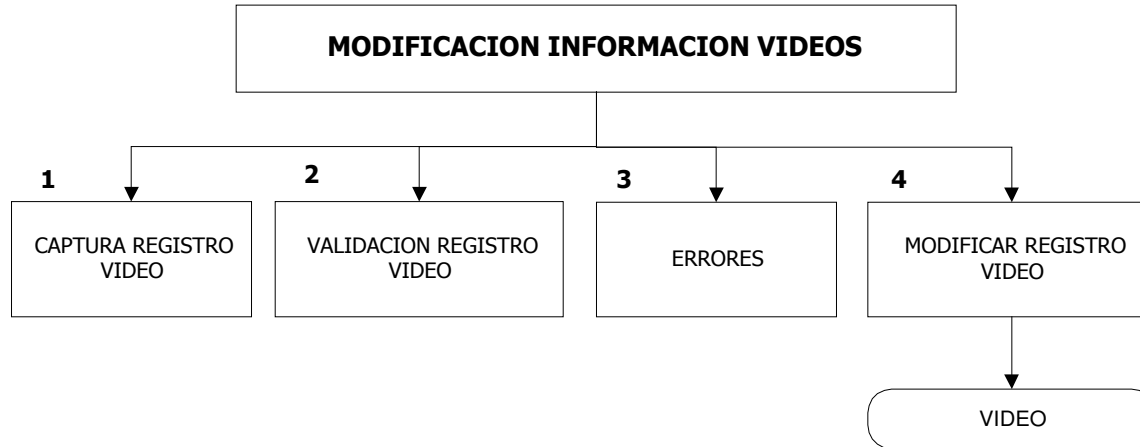 MODIFICACION INFORMACION VIDEOS
1
CAPTURA REGISTRO
VIDEO
2
VALIDACION REGISTRO
VIDEO
3
ERRORES
4
MODIFICAR REGISTRO
VIDEO
VIDEO